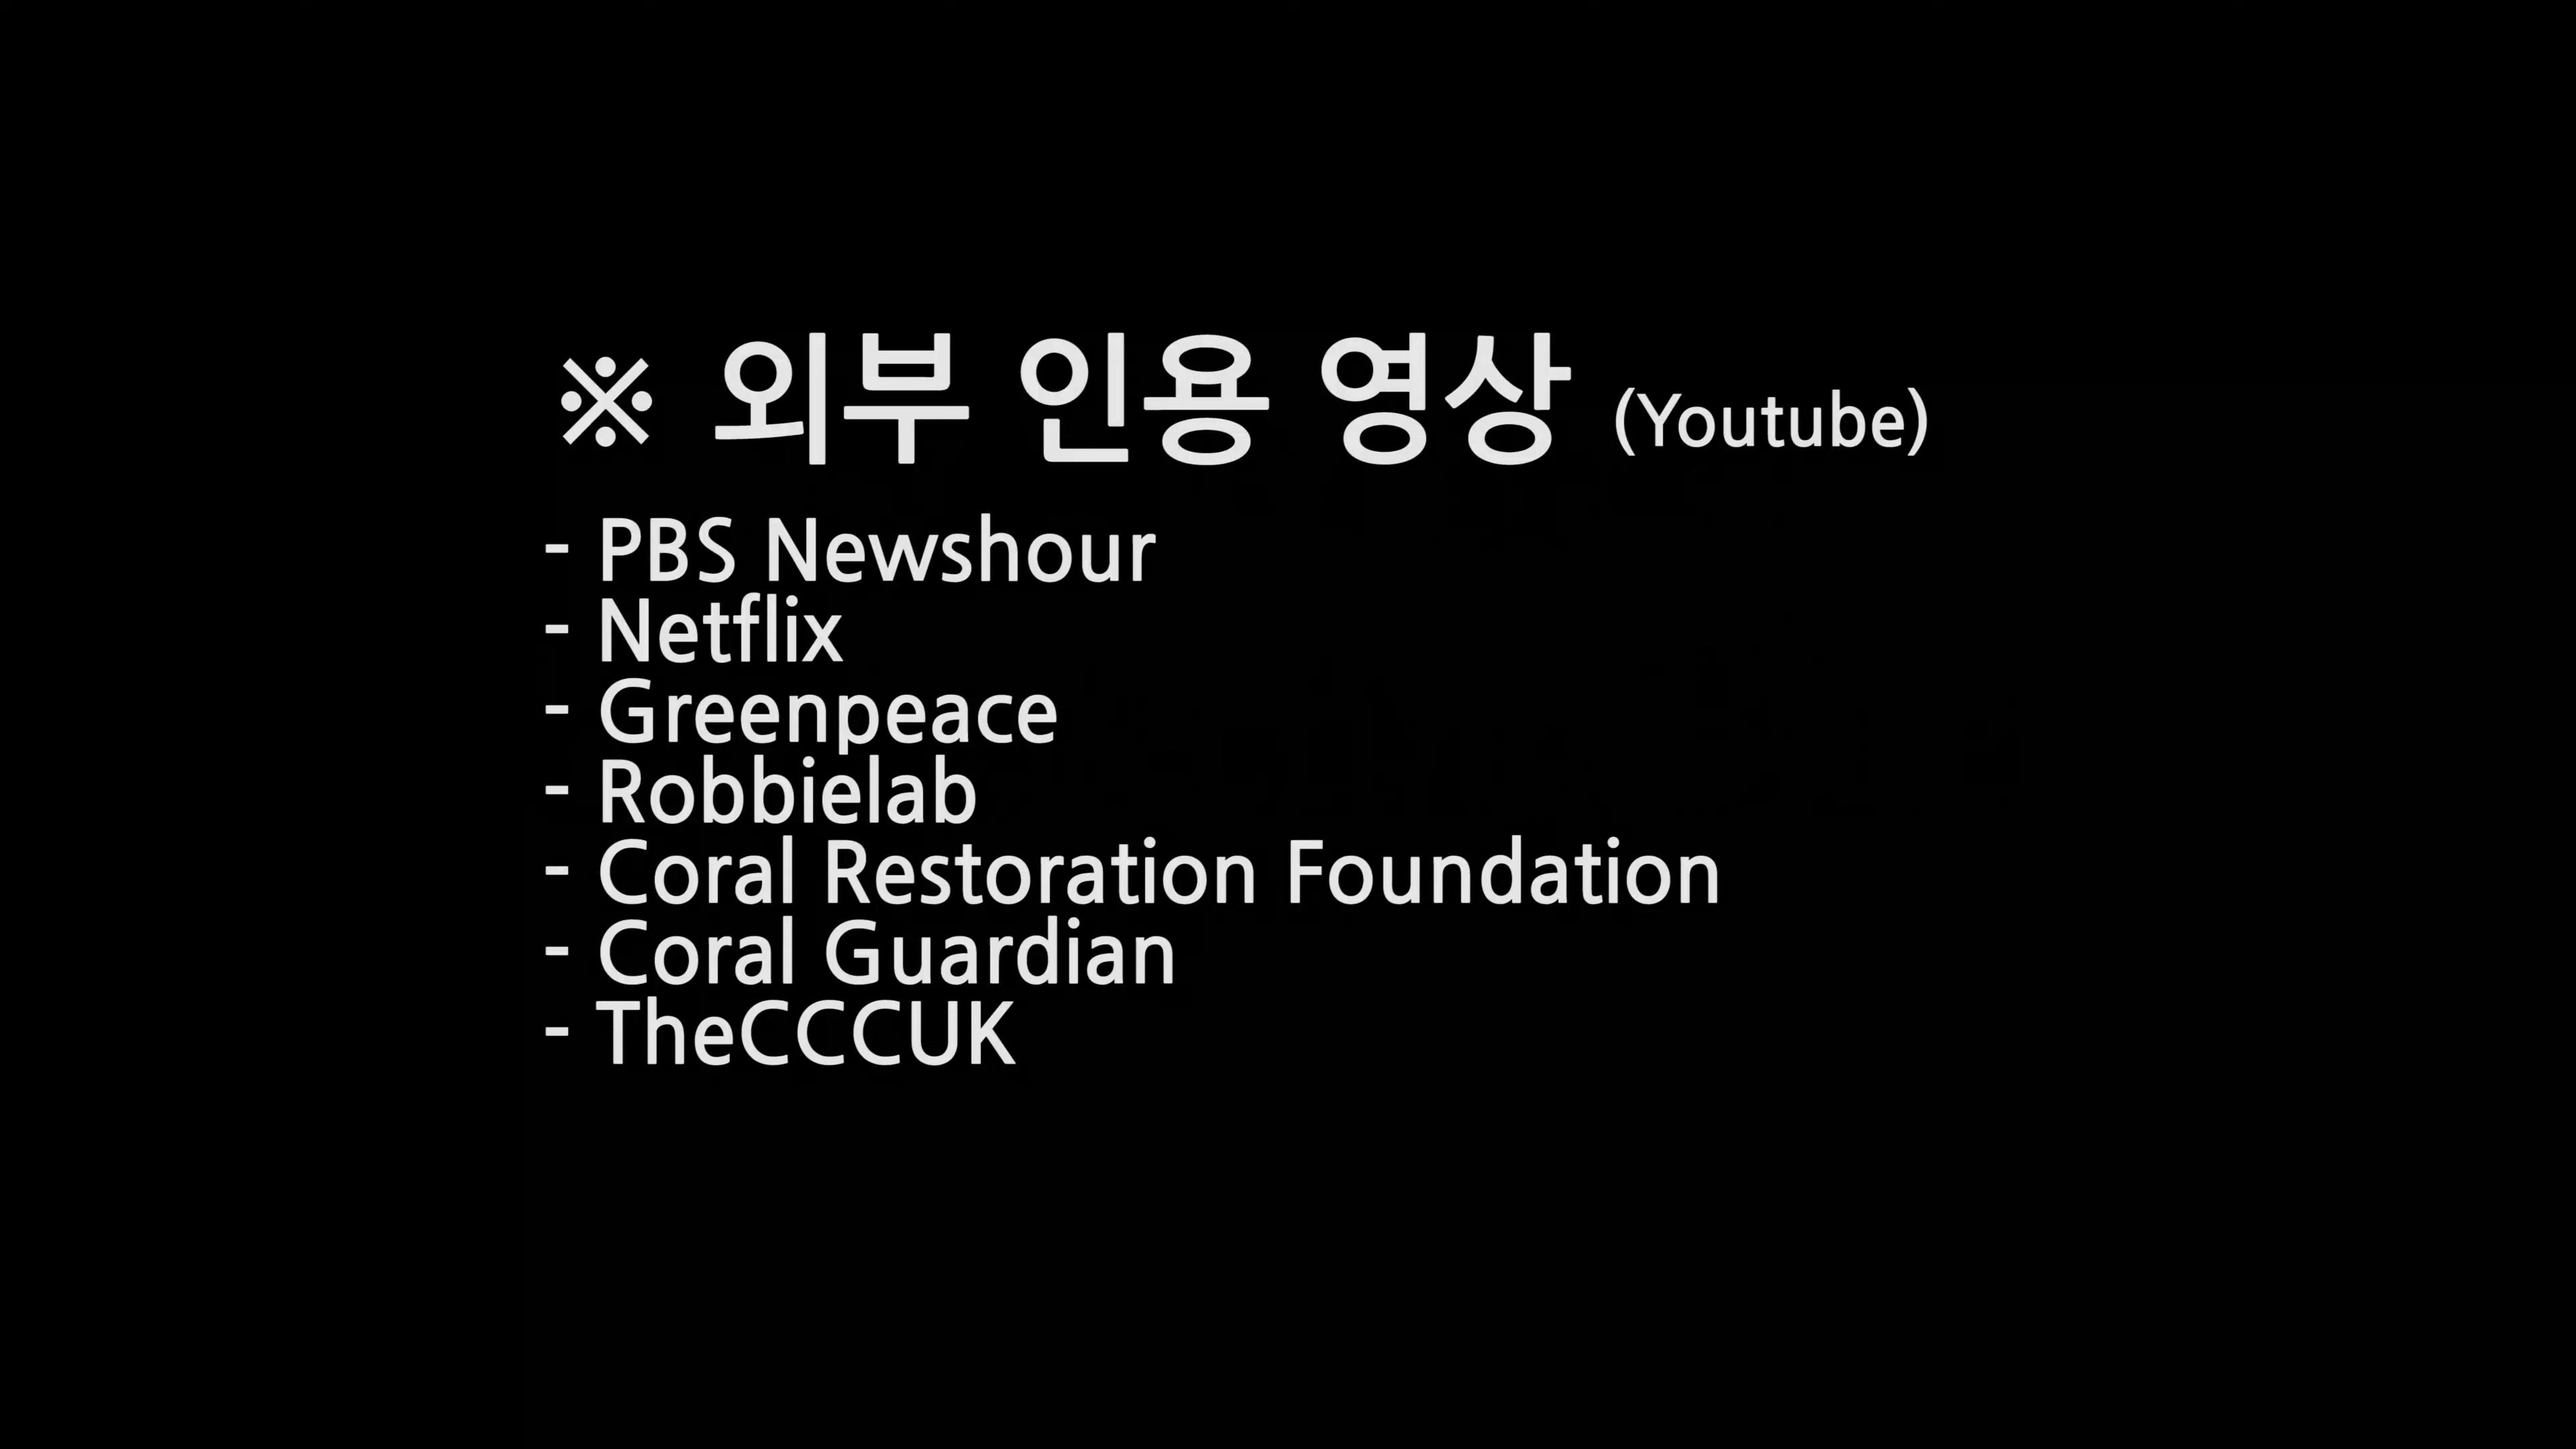 ※ 외부 인용 영상 (Youtube)
- PBS Newshour
- Netflix
- Greenpeace
- Robbielab
- Coral Restoration Foundation
- Coral Guardian
- TheCCCUK